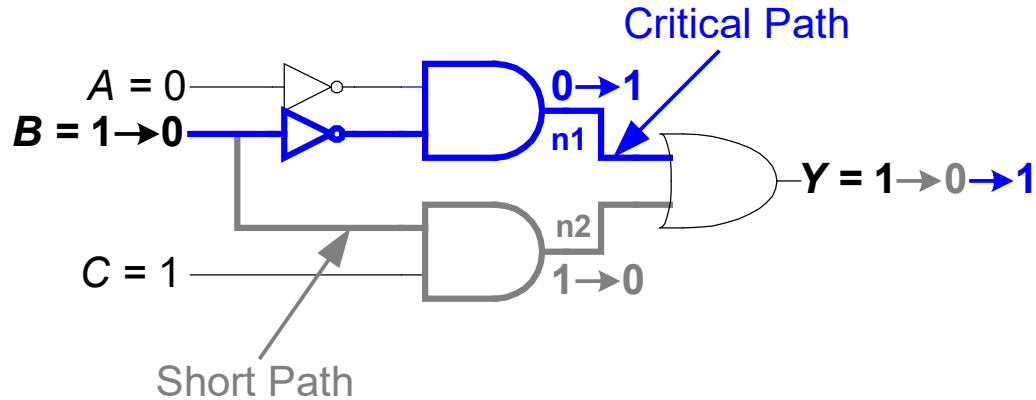 Critical Path
A = 0
0→1
B = 1→0
n1
Y = 1→0→1
n2
C = 1
1→0
Short Path